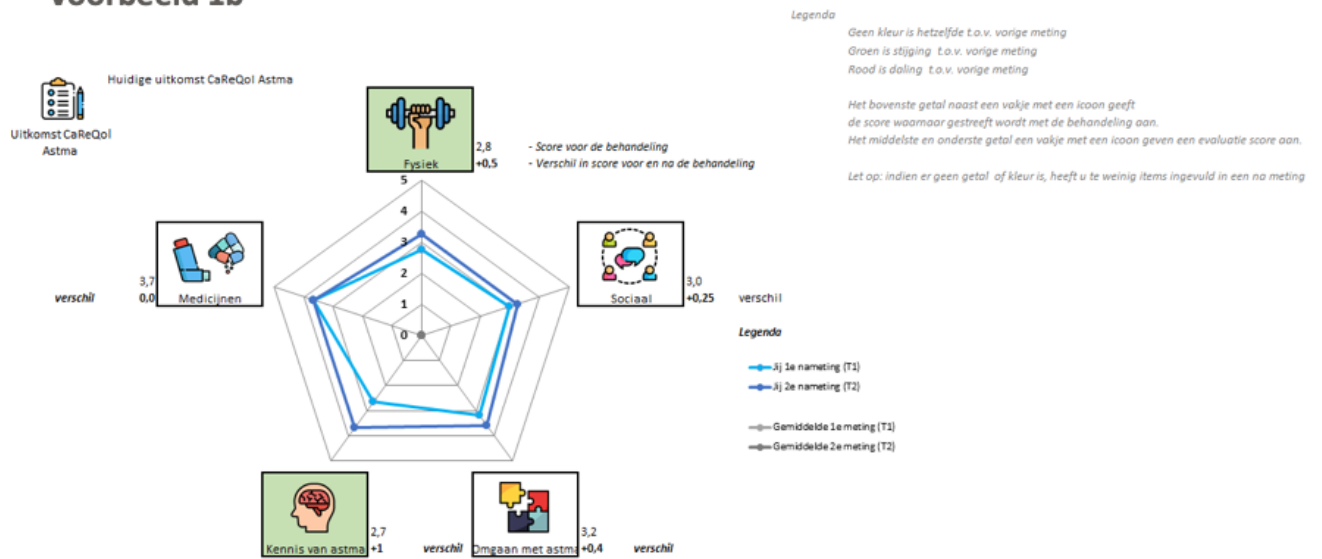 Voorbeeld 1b
Legenda
Geen kleur is hetzelfde t.o.v. vorige meting
Groen is stijging t.o.v. vorige meting
Rood is daling t.o.v. vorige meting
Het bovenste getal naast een vakje met een icoon geeft
de score waarnaar gestreeft wordt met de behandeling aan.
Het middelste en onderste getal een vakje met een icoon geven een evaluatie score aan.
Let op: indien er geen getal of kleur is, heeft u te weinig items ingevuld in een na meting
Huidige uitkomst CaReQol Astma
Uitkomst CaReQol
Astma
Fysiek
2,8 - Score voor de behandeling
+0,5 - Verschil in score voor en na de behandeling
5
4
3
2
1
0
verschil
3,7
0,0
Medicijnen
Sociaal
3,0
+0,25 verschil
Legenda
Jij 1e nameting (T1)
Jij 2e nameting (T2)
Gemiddelde 1e meting (T1)
Gemiddelde 2e meting (T2)
Kennis van astma
2,7
+1 verschil
Omgaan met astma
3,2
+0,4 verschil